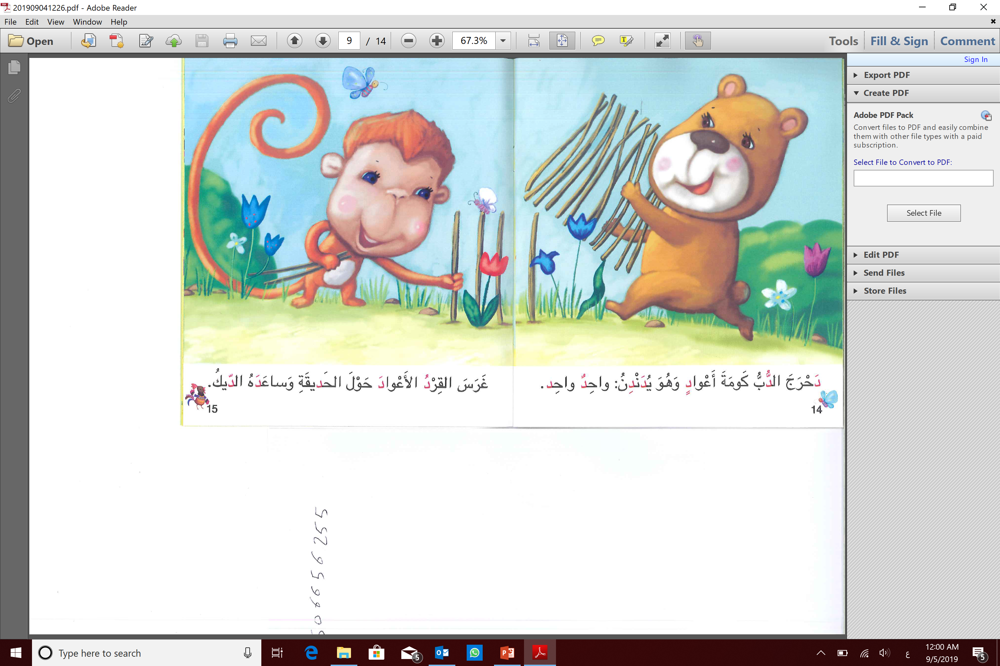 201909041226.pdf - Adobe Reader
File Edit View Window Help
Open 9 / 14 67.3% Tools Fill & Sign Comment
Sign In
Export PDF
Create PDF
Adobe PDF Pack
Convert files to PDF and easily combine
them with other file types with a paid
subscription.
Select File to Convert to PDF:
Select File
Edit PDF
Send Files
Store Files
دَحْرَجَ الدُّبُّ كَومَةَ أَعْوادٍ وَهُوَ يُدَنْدِنُ: واحِدٌ واحِد.
14
غَرَسَ القِرْدُ الأَعْوادَ حَوْلَ الحَديقَةِ وَساعَدَهُ الدّيكُ.
15
Type here to search
5
ع
12:00 AM
9/5/2019
5